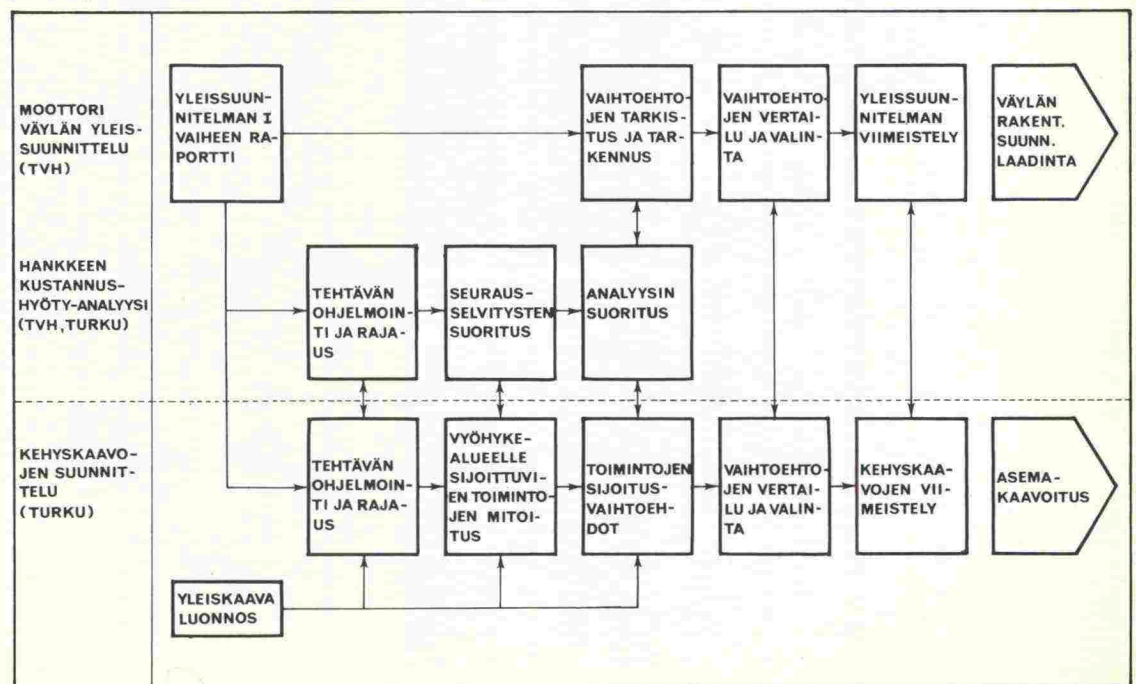 MOOTTORI
VÄYLÄN YLEIS-
SUUNNITTELU
(TVH)
YLEISSUUN-
NITELMAN I
VAIHEEN RA-
PORTTI
VAIHTOEHTO-
JEN TARKIS-
TUS JA TAR-
KENNUS
VAIHTOEHTO-
JEN VERTAI-
LU JA VALIN-
TA
YLEISSUUN-
NITELMAN
VIIMEISTELY
VÄYLÄN
RAKENT.
SUUNN.
LAADINTA
HANKKEEN
KUSTANNUS-
HYÖTY-ANALYYSI
(TVH, TURKU)
TEHTÄVÄN
OHJELMOIN-
TI JA RAJA-
US
SEURAUS-
SELVITYSTEN
SUORITUS
ANALYYSIN
SUORITUS
KEHYSKAAVO-
JEN SUUNNIT-
TELU
(TURKU)
TEHTÄVÄN
OHJELMOIN-
TI JA RAJA-
US
VYÖHYKE-
ALUEELLE
SIJOITTUVI-
EN TOIMINTO-
JEN MITOI-
TUS
TOIMINTOJEN
SIJOITUS-
VAIHTOEH-
DOT
VAIHTOEHTO-
JEN VERTAI-
LU JA VALIN-
TA
KEHYSKAA-
VOJEN VII-
MEISTELY
ASEMA-
KAAVOITUS
YLEISKAAVA
LUONNOS